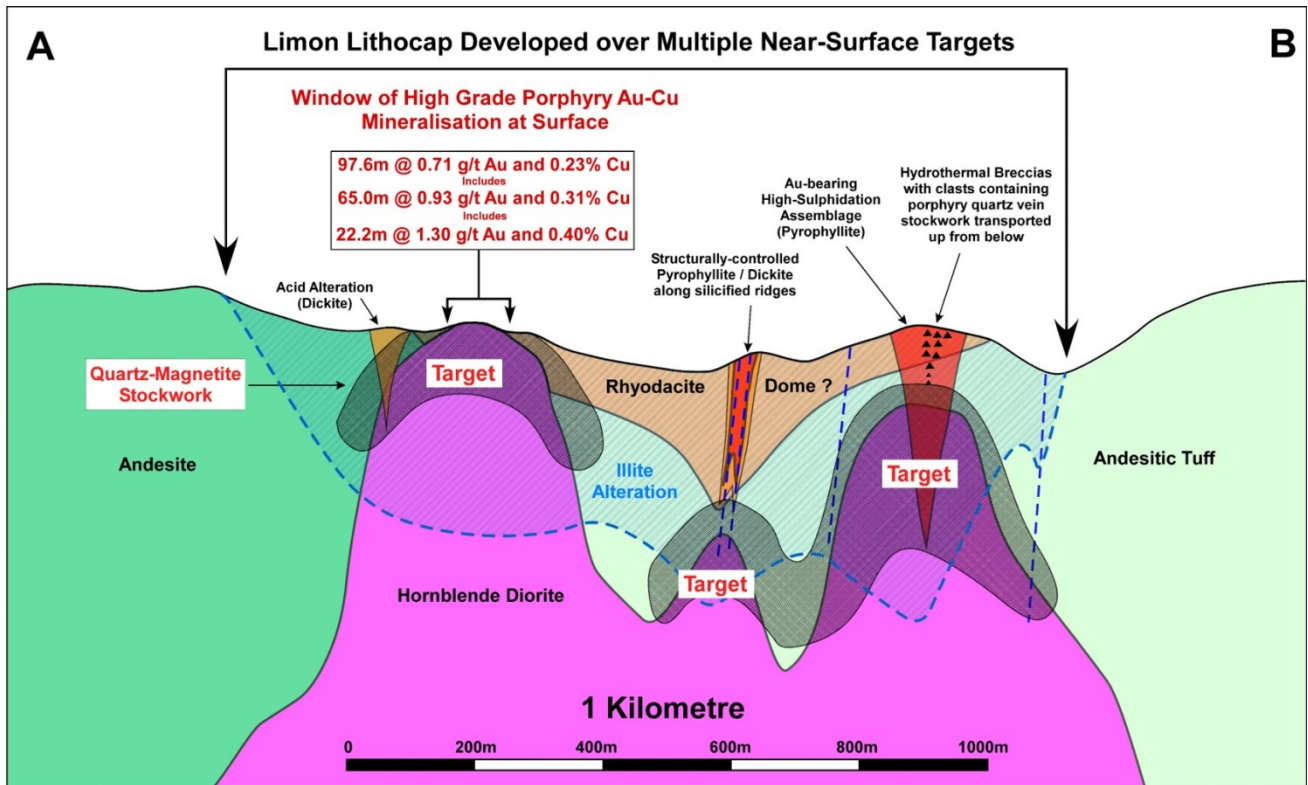 A
B
Limon Lithocap Developed over Multiple Near-Surface Targets
Window of High Grade Porphyry Au-Cu
Mineralisation at Surface
97.6m @ 0.71 g/t Au and 0.23% Cu
Includes
65.0m @ 0.93 g/t Au and 0.31% Cu
Includes
22.2m @ 1.30 g/t Au and 0.40% Cu
Hydrothermal Breccias
with clasts containing
porphyry quartz vein
stockwork transported
up from below
Au-bearing
High-Sulphidation
Assemblage
(Pyrophyllite)
Structurally-controlled
Pyrophyllite / Dickite
along silicified ridges
Acid Alteration
(Dickite)
Quartz-Magnetite
Stockwork
Target
Rhyodacite
Dome ?
Andesite
Illite
Alteration
Target
Andesitic Tuff
Target
Hornblende Diorite
1 Kilometre
0
200m
400m
600m
800m
1000m